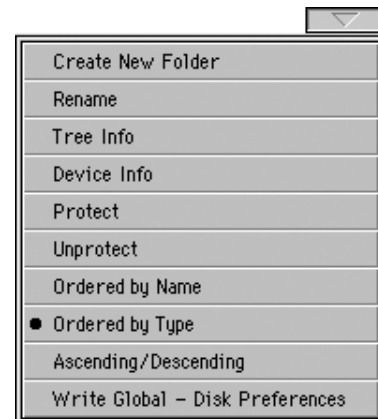 Create New Folder
Rename
Tree Info
Device Info
Protect
Unprotect
Ordered by Name
● Ordered by Type
Ascending/Descending
Write Global – Disk Preferences